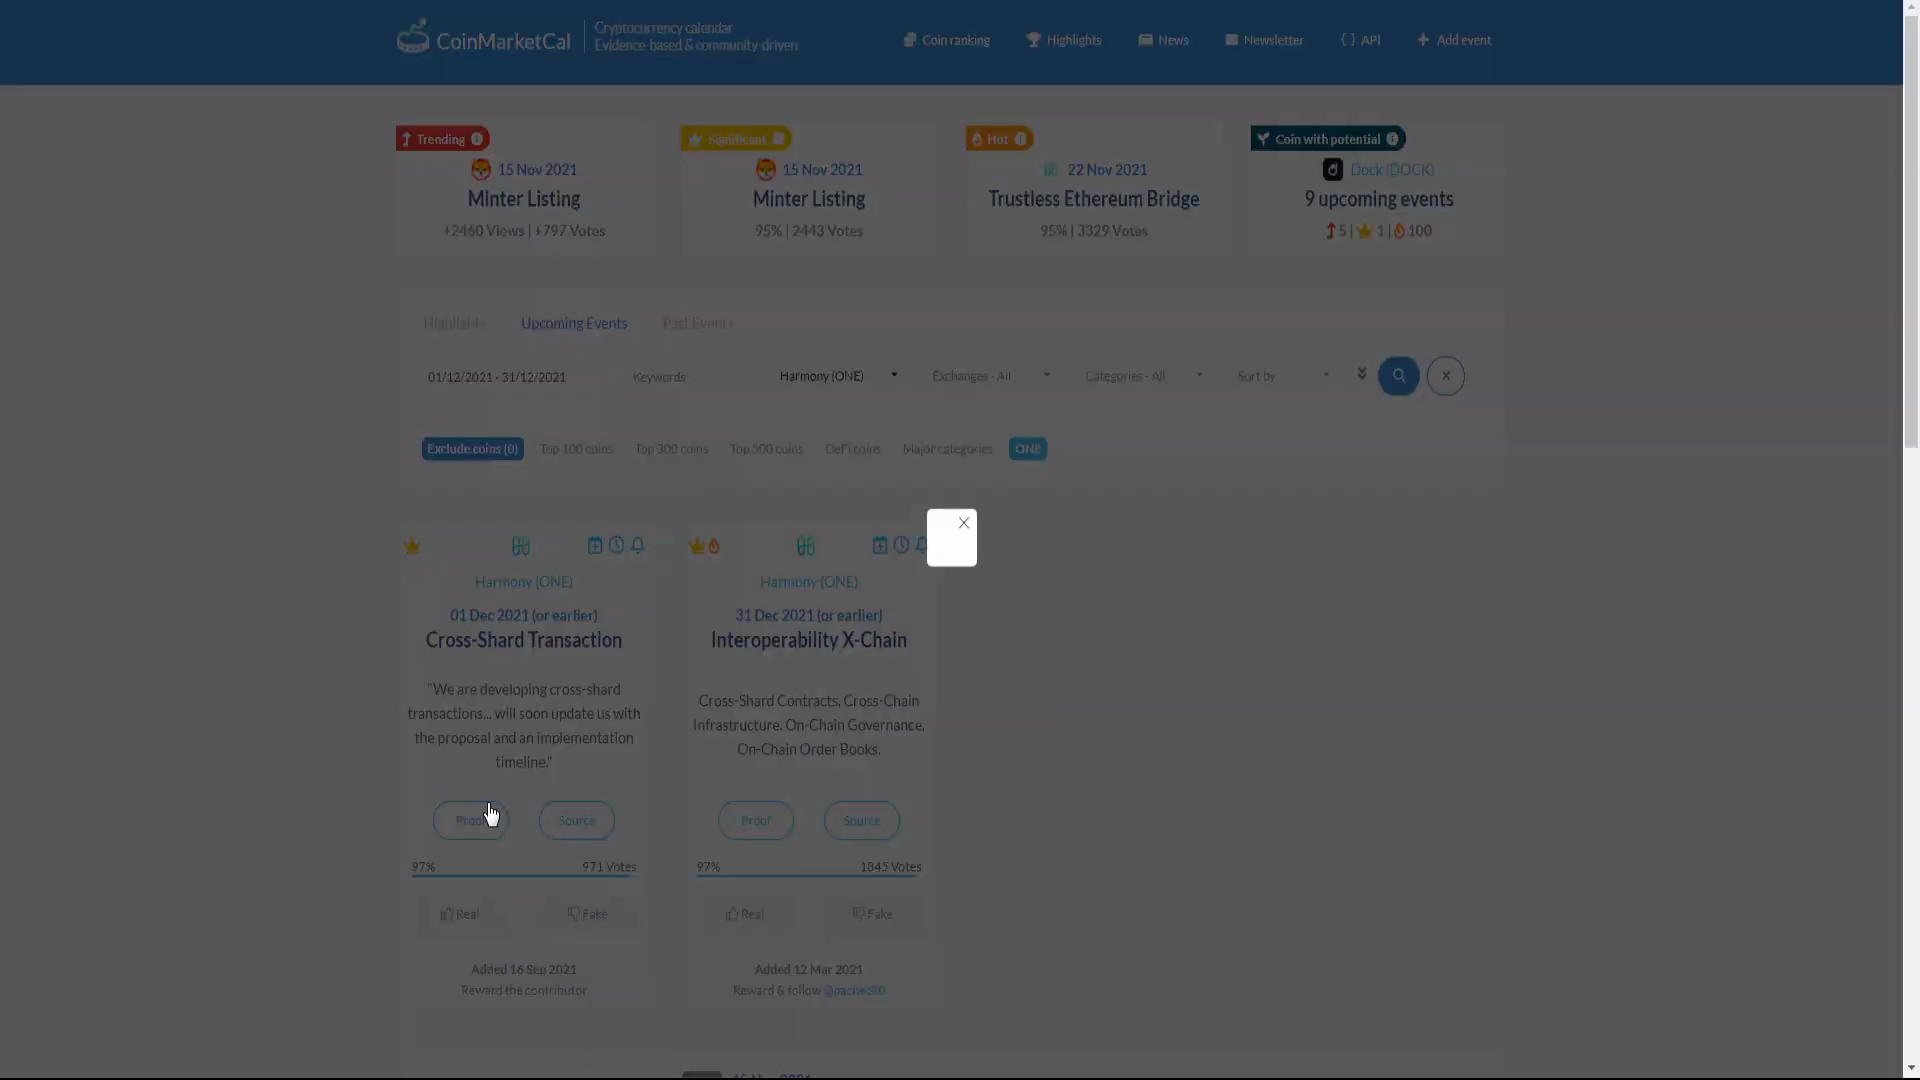 CoinMarketCal
Cryptocurrency calendar
Evidence-based & community driven
Coin ranking
Highlights
News
Newsletter
API
Add event
Trending
15 Nov 2021
Minter Listing
+2460 Views | +797 Votes
Significant
15 Nov 2021
Minter Listing
95% | 2443 Votes
Hot
22 Nov 2021
Trustless Ethereum Bridge
95% | 3329 Votes
Coin with potential
Dock (DOCK)
9 upcoming events
5 | 1 | 100
Highlights
Upcoming Events
Past Events
01/12/2021 - 31/12/2021
Keywords
Harmony (ONE)
Exchanges - All
Categories - All
Sort by
Exclude coins (0)
Top 100 coins
Top 300 coins
Top 500 coins
DeFi coins
Major categories
ONE
Harmony (ONE)
01 Dec 2021 (or earlier)
Cross-Shard Transaction
"We are developing cross-shard
transactions... will soon update us with
the proposal and an implementation
timeline."
Proof
Source
97%
971 Votes
Real
Fake
Added 16 Sep 2021
Reward the contributor
Harmony (ONE)
31 Dec 2021 (or earlier)
Interoperability X-Chain
Cross-Shard Contracts, Cross-Chain
Infrastructure, On-Chain Governance,
On-Chain Order Books.
Proof
Source
97%
1845 Votes
Real
Fake
Added 12 Mar 2021
Reward & follow